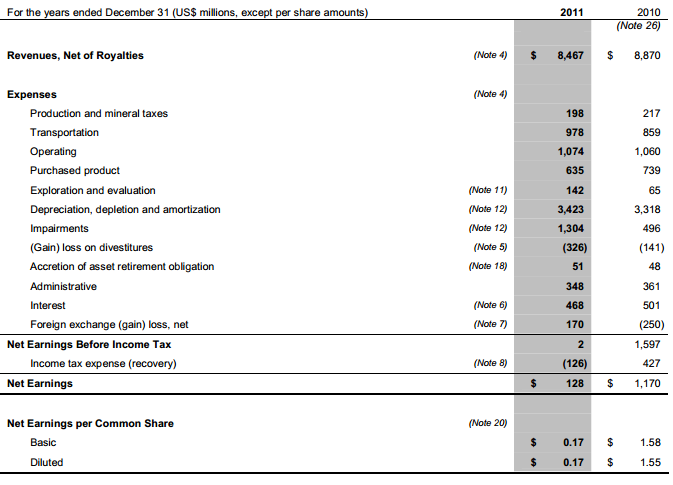 For the years ended December 31 (US$ millions, except per share amounts) 2011 2010
(Note 26)
Revenues, Net of Royalties (Note 4) $ 8,467 $ 8,870
Expenses (Note 4)
Production and mineral taxes 198 217
Transportation 978 859
Operating 1,074 1,060
Purchased product 635 739
Exploration and evaluation (Note 11) 142 65
Depreciation, depletion and amortization (Note 12) 3,423 3,318
Impairments (Note 12) 1,304 496
(Gain) loss on divestitures (Note 5) (326) (141)
Accretion of asset retirement obligation (Note 18) 51 48
Administrative 348 361
Interest (Note 6) 468 501
Foreign exchange (gain) loss, net (Note 7) 170 (250)
Net Earnings Before Income Tax 2 1,597
Income tax expense (recovery) (Note 8) (126) 427
Net Earnings $ 128 $ 1,170
Net Earnings per Common Share (Note 20)
Basic $ 0.17 $ 1.58
Diluted $ 0.17 $ 1.55